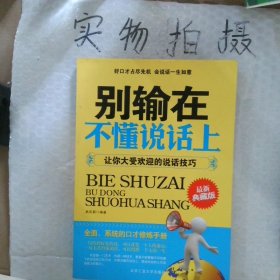 实物拍摄
好口才占尽先机 会说话一生如意
别输在
不懂说话上
让你大受欢迎的说话技巧
BIE SHUZAI
BU DONG
SHUOHUA SHANG
最新
典藏版
全面、系统的口才修炼手册